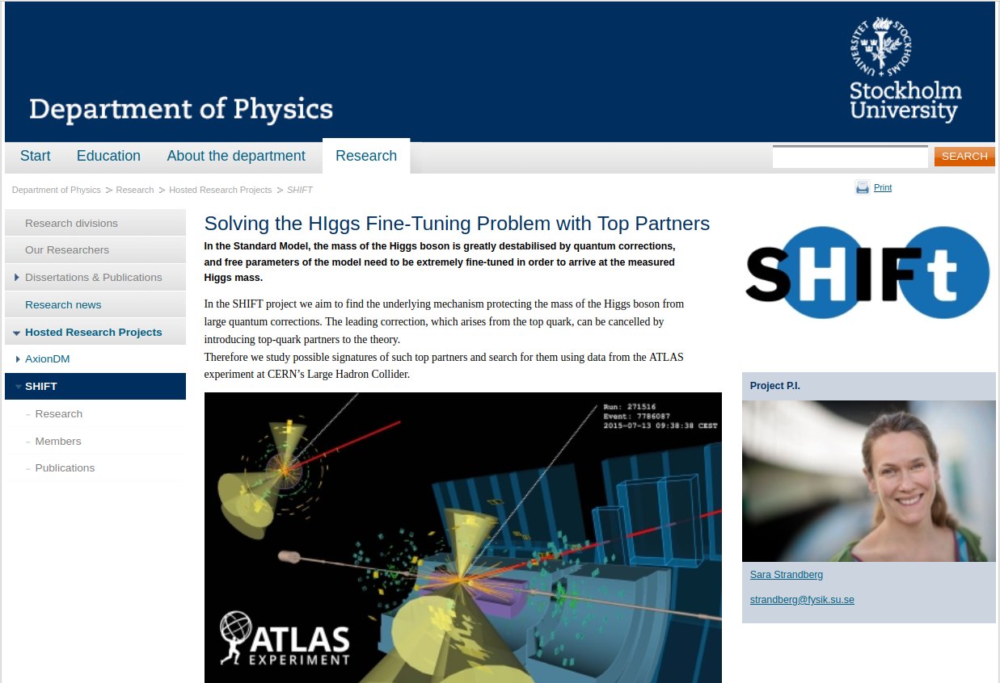 UNIVERSITET STOCKHOLMS
Department of Physics
Stockholm
University
Start Education About the department Research SEARCH
Department of Physics > Research > Hosted Research Projects > SHIFT
Print
Research divisions
Our Researchers
Dissertations & Publications
Research news
Hosted Research Projects
AxionDM
SHIFT
– Research
– Members
– Publications
Solving the HIggs Fine-Tuning Problem with Top Partners
In the Standard Model, the mass of the Higgs boson is greatly destabilised by quantum corrections,
and free parameters of the model need to be extremely fine-tuned in order to arrive at the measured
Higgs mass.
In the SHIFT project we aim to find the underlying mechanism protecting the mass of the Higgs boson from
large quantum corrections. The leading correction, which arises from the top quark, can be cancelled by
introducing top-quark partners to the theory.
Therefore we study possible signatures of such top partners and search for them using data from the ATLAS
experiment at CERN’s Large Hadron Collider.
Run: 271516
Event: 7786087
2015-07-13 09:38:38 CEST
ATLAS
EXPERIMENT
SHIFt
Project P.I.
Sara Strandberg
strandberg@fysik.su.se